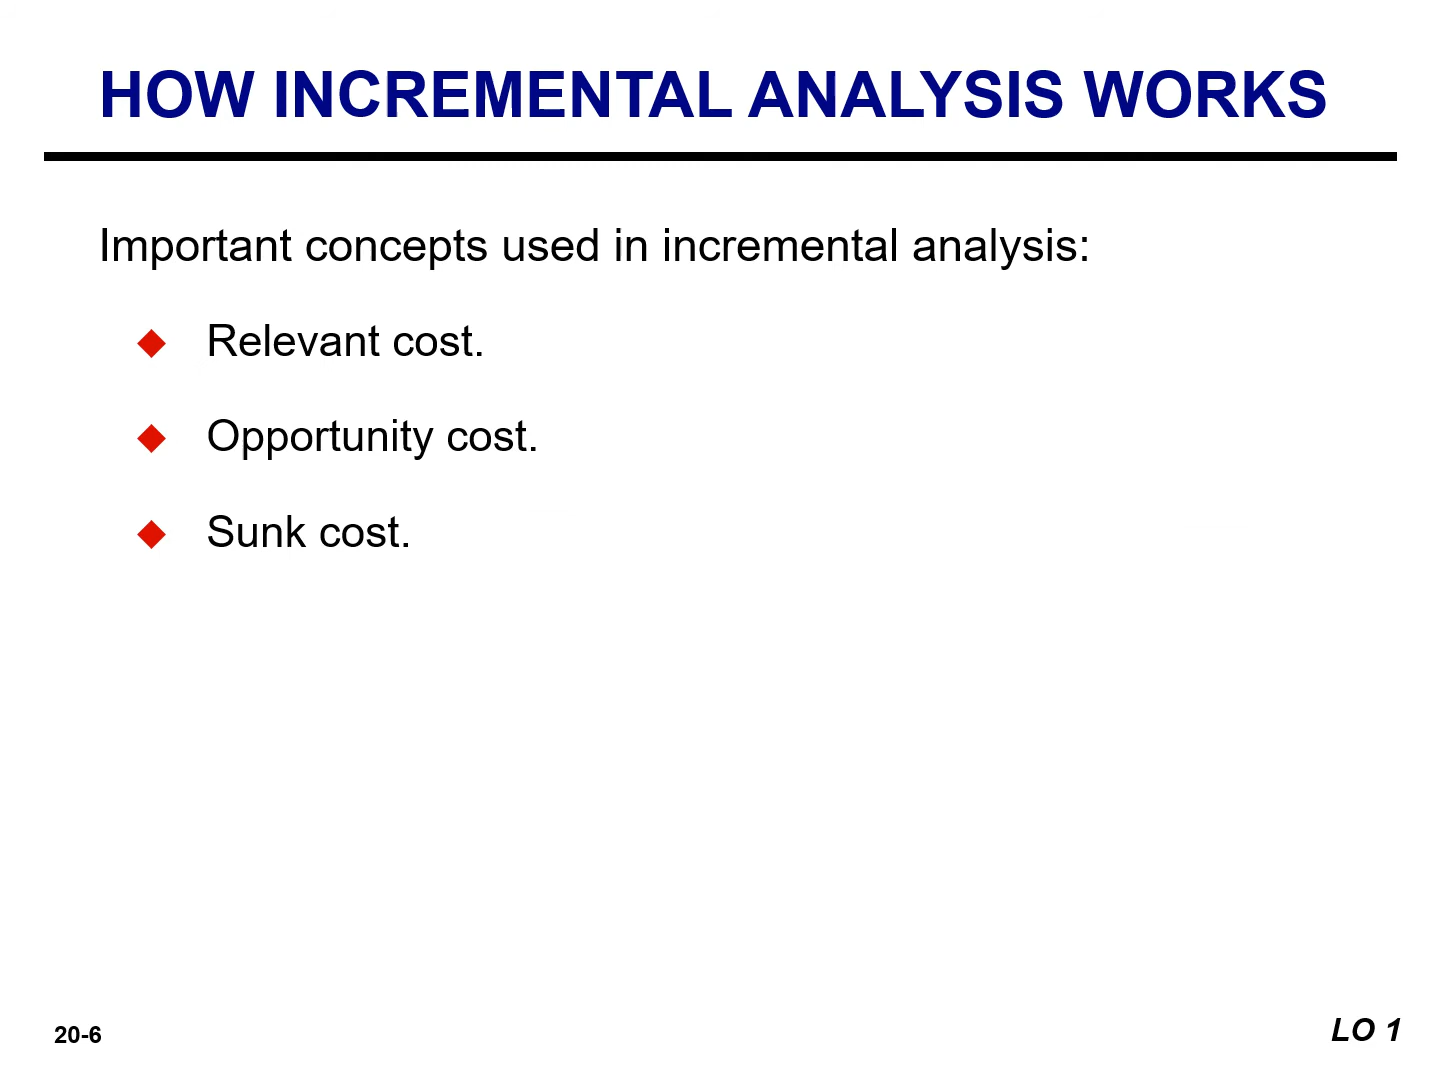 HOW INCREMENTAL ANALYSIS WORKS
Important concepts used in incremental analysis:
Relevant cost.
Opportunity cost.
Sunk cost.
20-6
LO 1